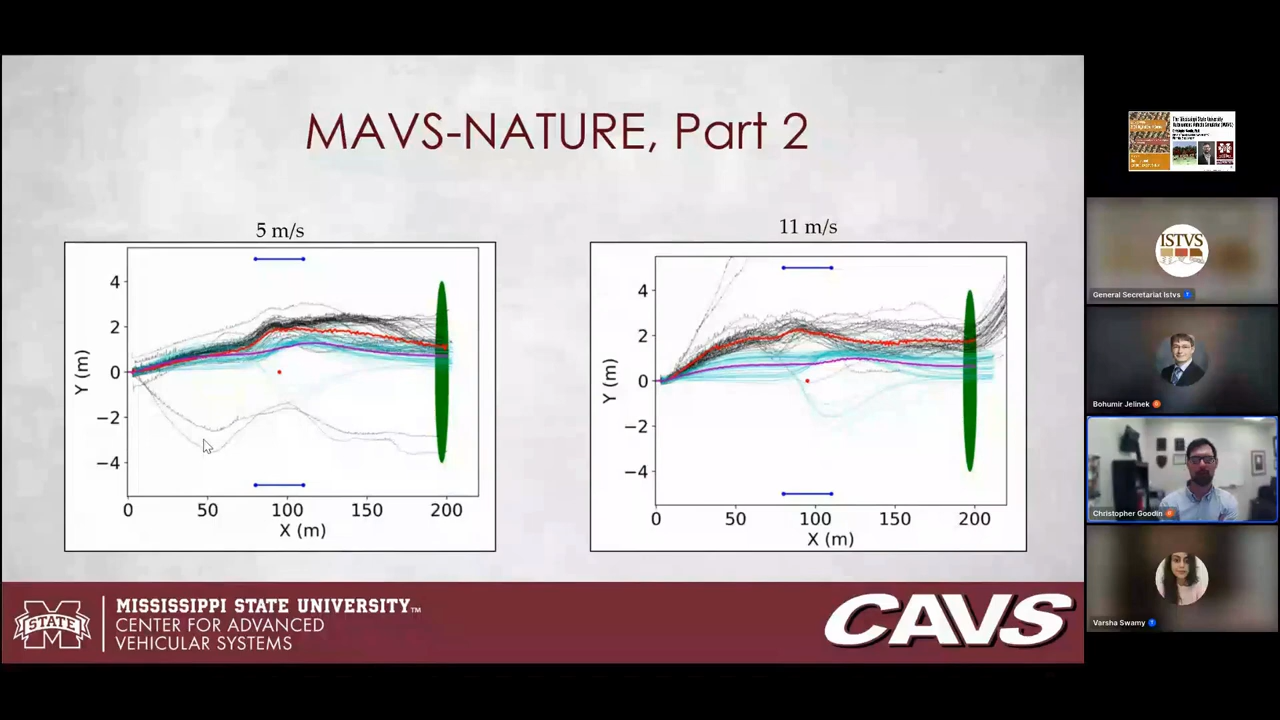 MAVS-NATURE, Part 2
5 m/s
4
2
0
−2
−4
Y (m)
0 50 100 150 200
X (m)
11 m/s
4
2
0
−2
−4
Y (m)
0 50 100 150 200
X (m)
STATE
MISSISSIPPI STATE UNIVERSITY™
CENTER FOR ADVANCED
VEHICULAR SYSTEMS
CAVS
ISTVS
General Secretariat Istvs
Bohumir Jelinek
Christopher Goodin
Varsha Swamy